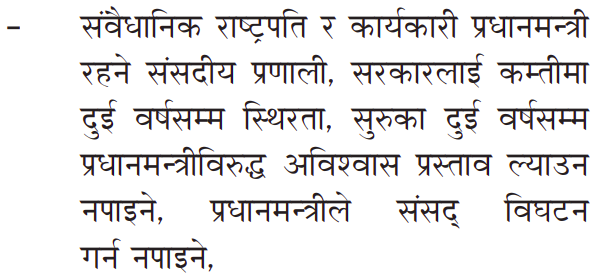 – संवैधानिक राष्ट्रपति र कार्यकारी प्रधानमन्त्री
रहने संसदीय प्रणाली, सरकारलाई कम्तीमा
दुई वर्षसम्म स्थिरता, सुरुका दुई वर्षसम्म
प्रधानमन्त्रीविरुद्ध अविश्वास प्रस्ताव ल्याउन
नपाइने, प्रधानमन्त्रीले संसद् विघटन
गर्न नपाइने,